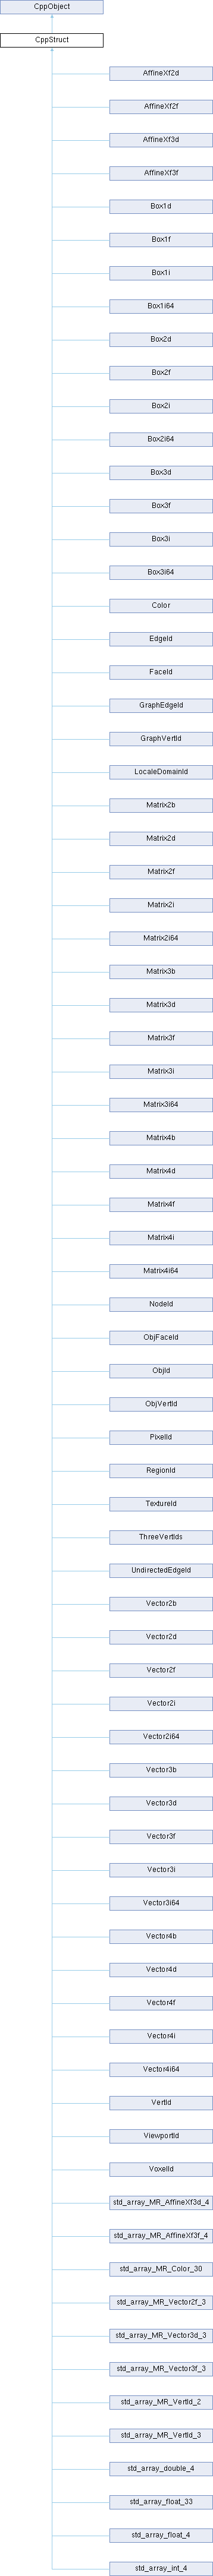 CppObject
CppStruct
AffineXf2d
AffineXf2f
AffineXf3d
AffineXf3f
Box1d
Box1f
Box1i
Box1i64
Box2d
Box2f
Box2i
Box2i64
Box3d
Box3f
Box3i
Box3i64
Color
EdgeId
FaceId
GraphEdgeId
GraphVertId
LocaleDomainId
Matrix2b
Matrix2d
Matrix2f
Matrix2i
Matrix2i64
Matrix3b
Matrix3d
Matrix3f
Matrix3i
Matrix3i64
Matrix4b
Matrix4d
Matrix4f
Matrix4i
Matrix4i64
NodeId
ObjFaceId
ObjId
ObjVertId
PixelId
RegionId
TextureId
ThreeVertIds
UndirectedEdgeId
Vector2b
Vector2d
Vector2f
Vector2i
Vector2i64
Vector3b
Vector3d
Vector3f
Vector3i
Vector3i64
Vector4b
Vector4d
Vector4f
Vector4i
Vector4i64
VertId
ViewportId
VoxelId
std_array_MR_AffineXf3d_4
std_array_MR_AffineXf3f_4
std_array_MR_Color_30
std_array_MR_Vector2f_3
std_array_MR_Vector3d_3
std_array_MR_Vector3f_3
std_array_MR_VertId_2
std_array_MR_VertId_3
std_array_double_4
std_array_float_33
std_array_float_4
std_array_int_4